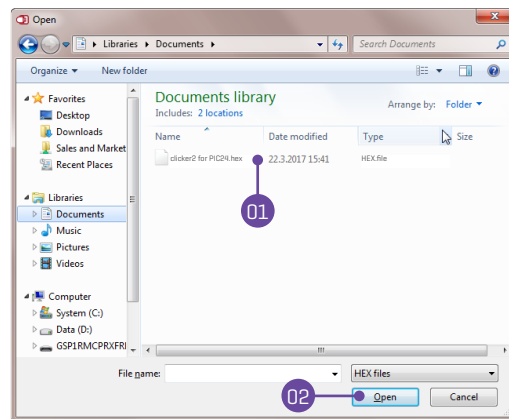 Open
Libraries ▸ Documents ▸
Search Documents
Organize ▾ New folder
Favorites
Desktop
Downloads
Sales and Market
Recent Places
Libraries
Documents
Music
Pictures
Videos
Computer
System (C:)
Data (D:)
GSP1RMCPRXFRI
Documents library
Includes: 2 locations
Arrange by: Folder ▾
Name Date modified Type Size
clicker2 for PIC24.hex 22.3.2017 15:41 HEX file
01
File name:
HEX files
02
Open Cancel